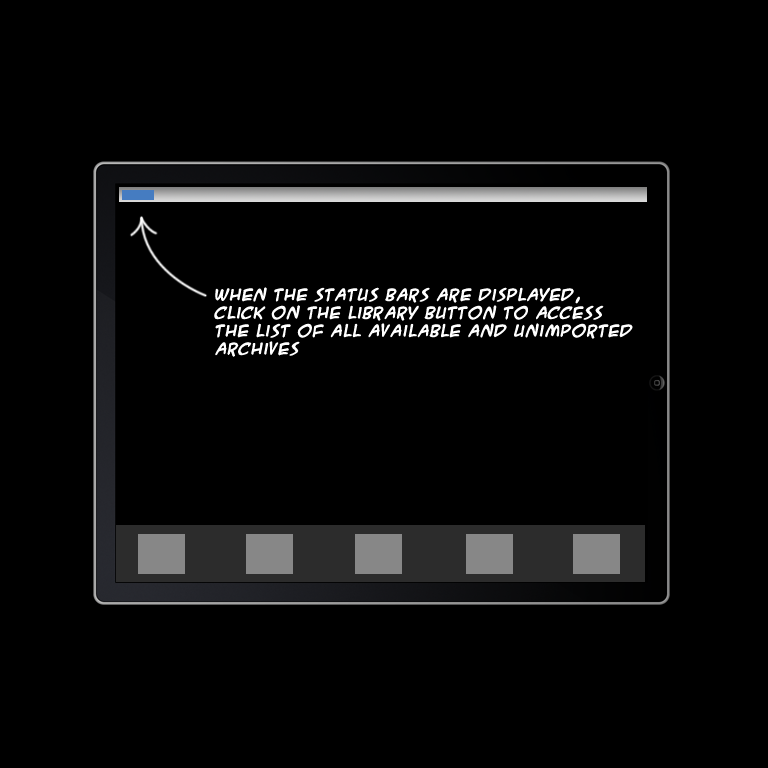 WHEN THE STATUS BARS ARE DISPLAYED,
CLICK ON THE LIBRARY BUTTON TO ACCESS
THE LIST OF ALL AVAILABLE AND UNIMPORTED
ARCHIVES